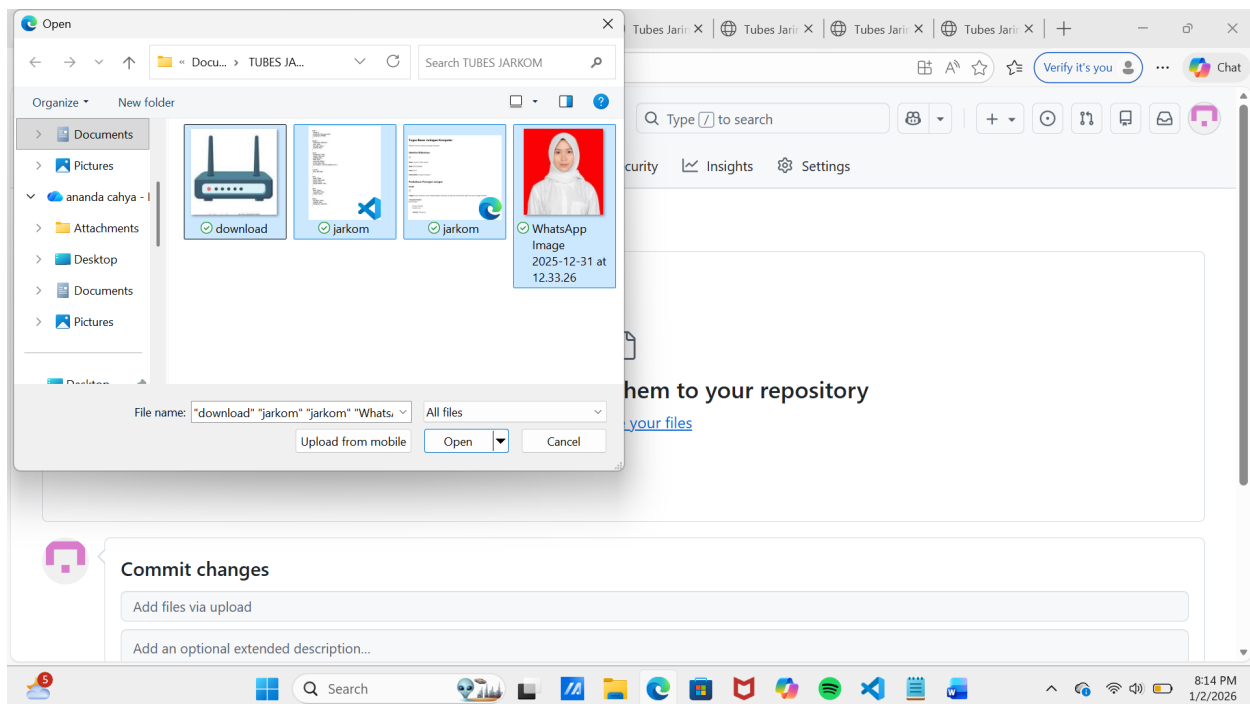 Open
Tubes Jarin
Tubes Jarir
Tubes Jarir
Tubes Jarir
« Docu... › TUBES JA...
Search TUBES JARKOM
Verify it's you
Chat
Organize
New folder
Type / to search
Documents
Pictures
ananda cahya -
Attachments
Desktop
Documents
Pictures
Desktop
download
jarkom
jarkom
WhatsApp
Image
2025-12-31 at
12.33.26
curity
Insights
Settings
hem to your repository
your files
File name:
"download" "jarkom" "jarkom" "Whats
All files
Upload from mobile
Open
Cancel
Commit changes
Add files via upload
Add an optional extended description...
5
Search
8:14 PM
1/2/2026